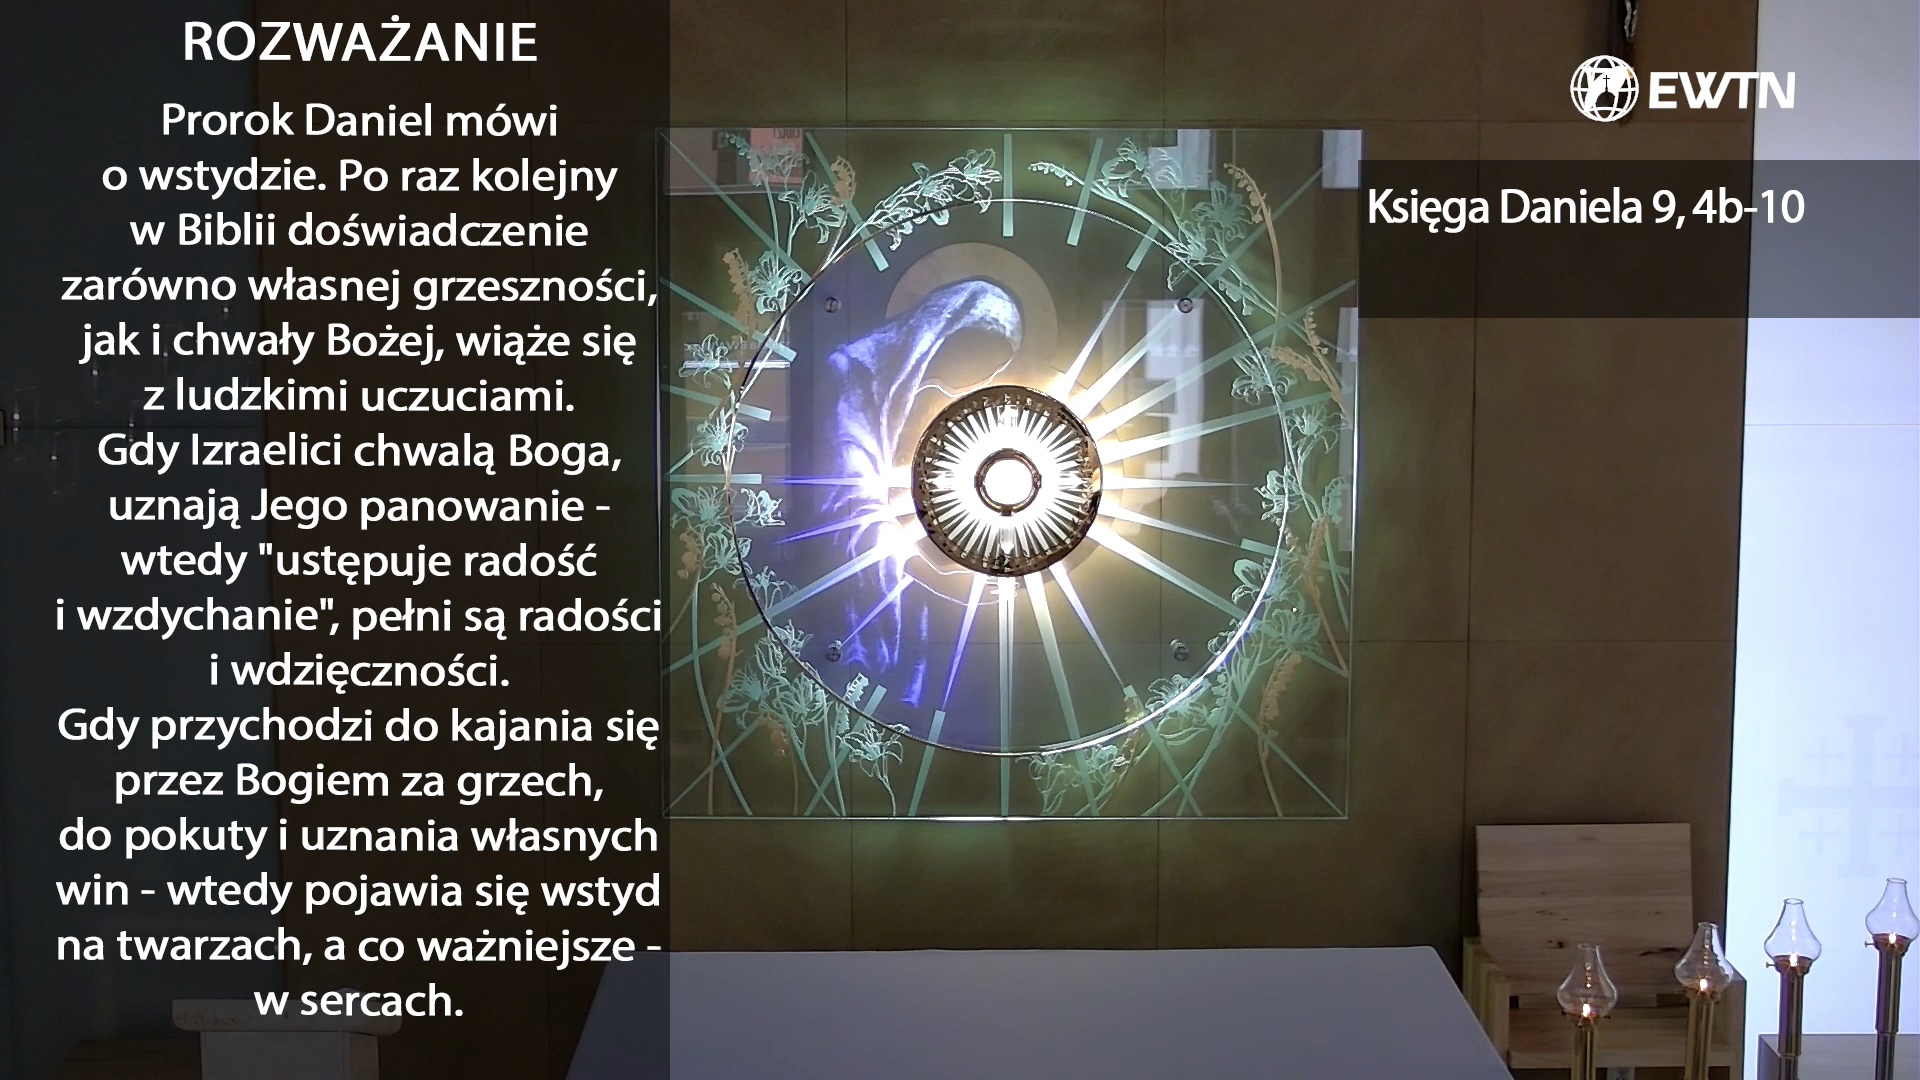 ROZWAŻANIE
Prorok Daniel mówi
o wstydzie. Po raz kolejny
w Biblii doświadczenie
zarówno własnej grzeszności,
jak i chwały Bożej, wiąże się
z ludzkimi uczuciami.
Gdy Izraelici chwalą Boga,
uznają Jego panowanie -
wtedy "ustępuje radość
i wzdychanie", pełni są radości
i wdzięczności.
Gdy przychodzi do kajania się
przez Bogiem za grzech,
do pokuty i uznania własnych
win - wtedy pojawia się wstyd
na twarzach, a co ważniejsze -
w sercach.
EWTN
Księga Daniela 9, 4b-10